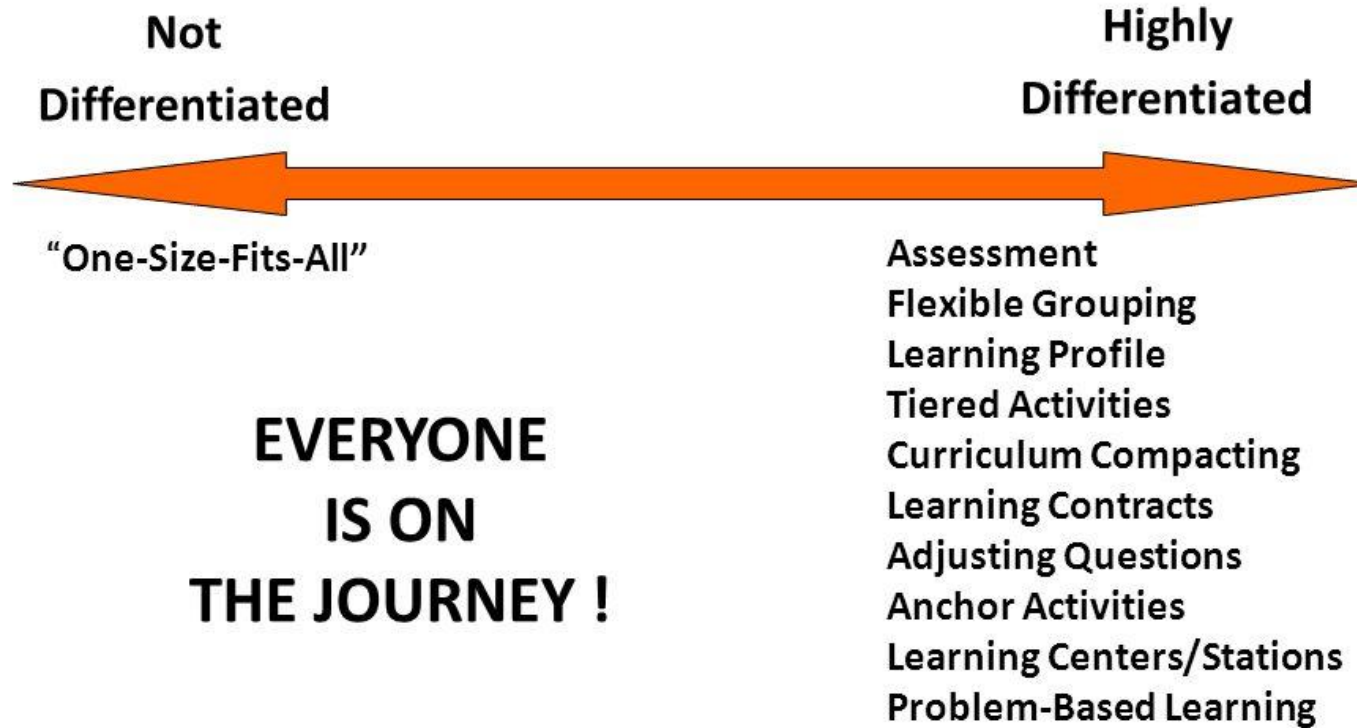 Not
Differentiated
Highly
Differentiated
“One-Size-Fits-All”
EVERYONE
IS ON
THE JOURNEY !
Assessment
Flexible Grouping
Learning Profile
Tiered Activities
Curriculum Compacting
Learning Contracts
Adjusting Questions
Anchor Activities
Learning Centers/Stations
Problem-Based Learning